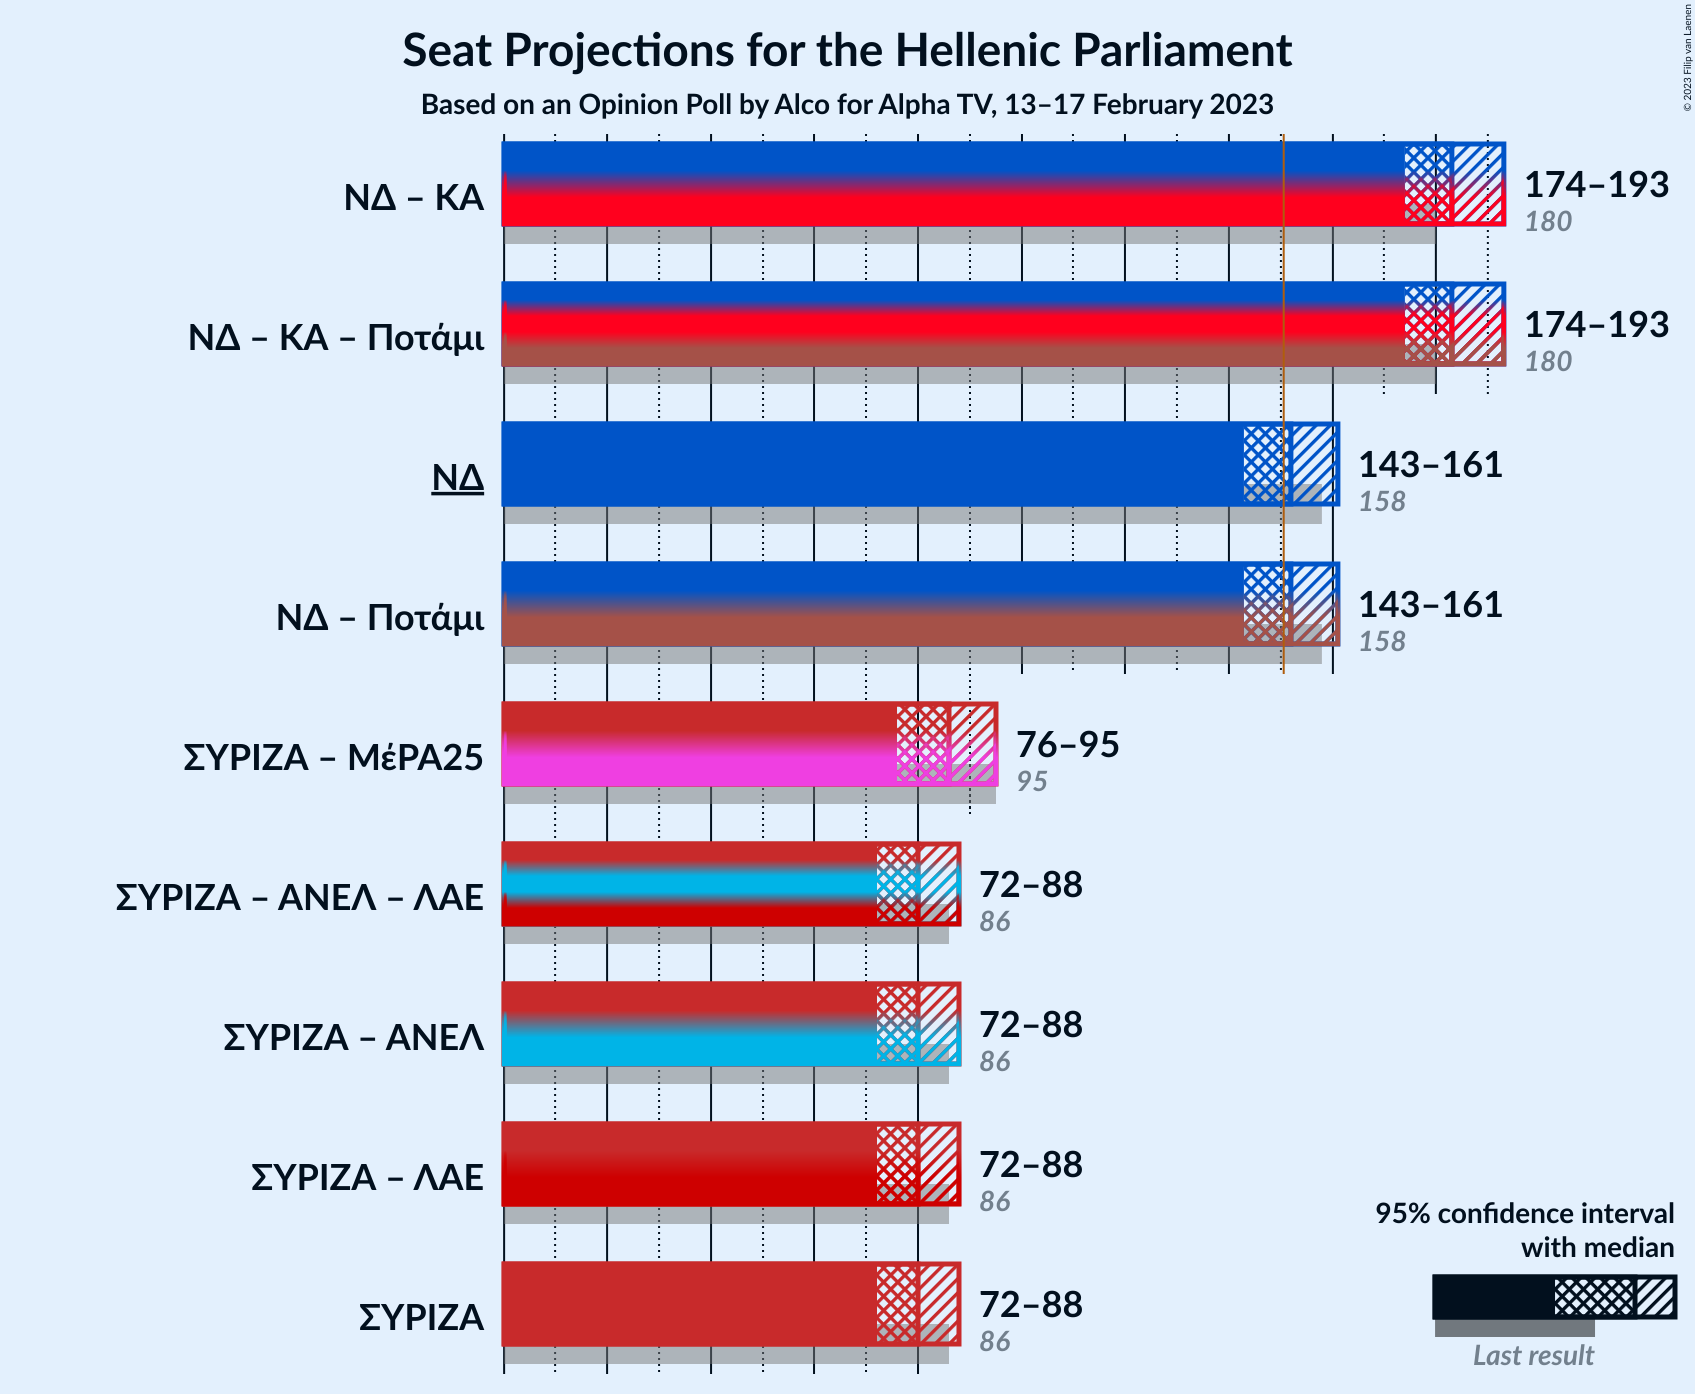 Seat Projections for the Hellenic Parliament
Based on an Opinion Poll by Alco for Alpha TV, 13–17 February 2023
© 2023 Filip van Laenen
ΝΔ – ΚΑ
174–193
180
ΝΔ – ΚΑ – Ποτάμι
174–193
180
ΝΔ
143–161
158
ΝΔ – Ποτάμι
143–161
158
ΣΥΡΙΖΑ – ΜέΡΑ25
76–95
95
ΣΥΡΙΖΑ – ΑΝΕΛ – ΛΑΕ
72–88
86
ΣΥΡΙΖΑ – ΑΝΕΛ
72–88
86
ΣΥΡΙΖΑ – ΛΑΕ
72–88
86
ΣΥΡΙΖΑ
72–88
86
95% confidence interval
with median
Last result